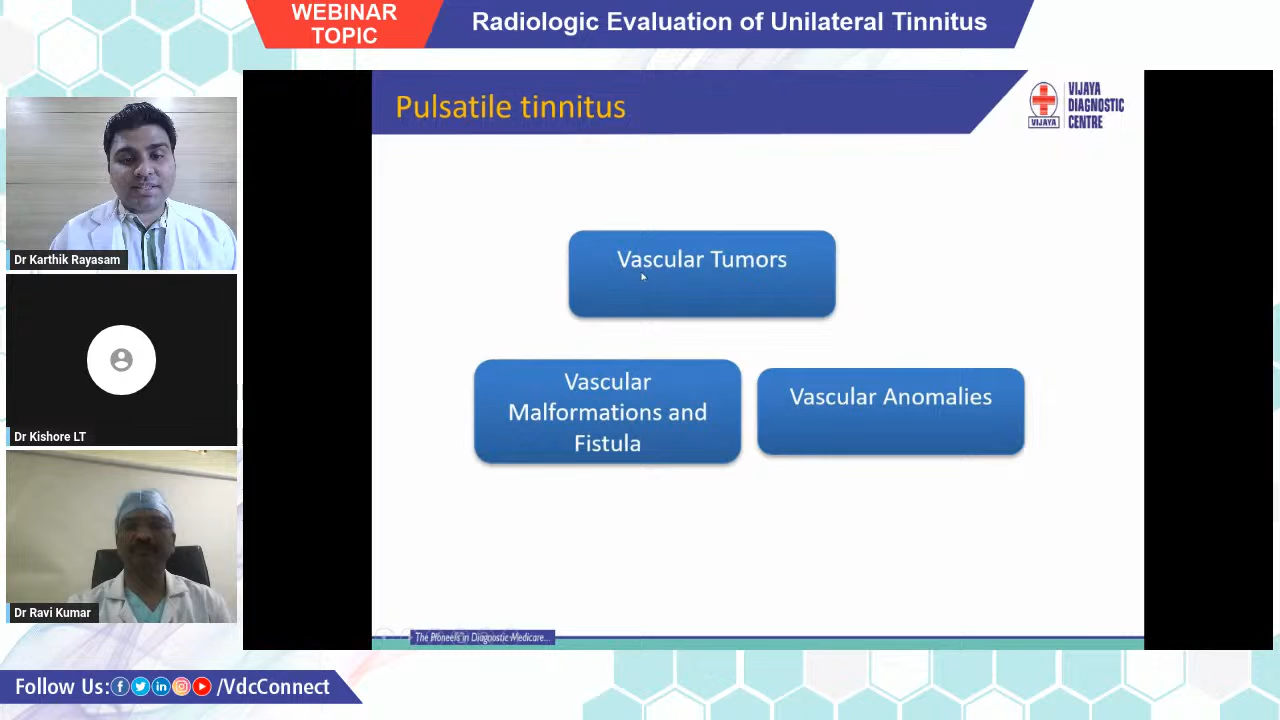 WEBINAR
TOPIC
Radiologic Evaluation of Unilateral Tinnitus
Dr Karthik Rayasam
Dr Kishore LT
Dr Ravi Kumar
Pulsatile tinnitus
VIJAYA
VIJAYA
DIAGNOSTIC
CENTRE
Vascular Tumors
Vascular
Malformations and
Fistula
Vascular Anomalies
The Pioneers in Diagnostic Medicare...
Follow Us: /VdcConnect